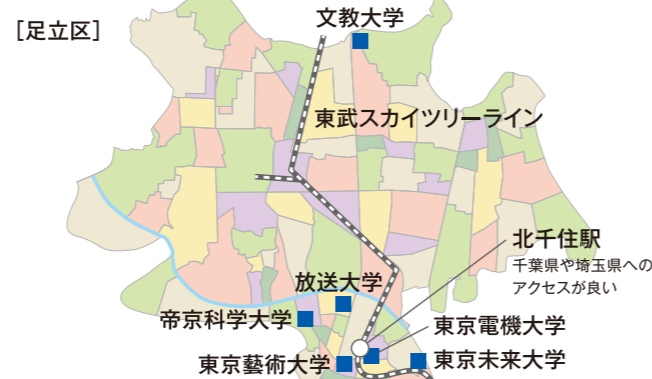 ［足立区］
文教大学
東武スカイツリーライン
北千住駅
千葉県や埼玉県への
アクセスが良い
放送大学
帝京科学大学
東京電機大学
東京藝術大学
東京未来大学